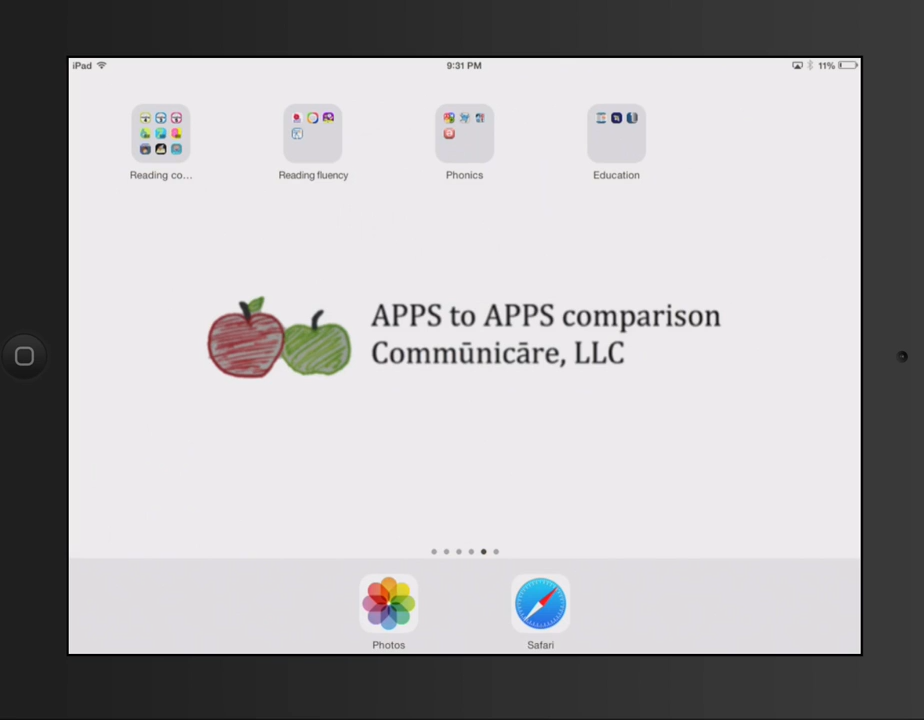 iPad 9:31 PM 11%
Reading co... Reading fluency Phonics Education
APPS to APPS comparison
Commūnicāre, LLC
Photos Safari